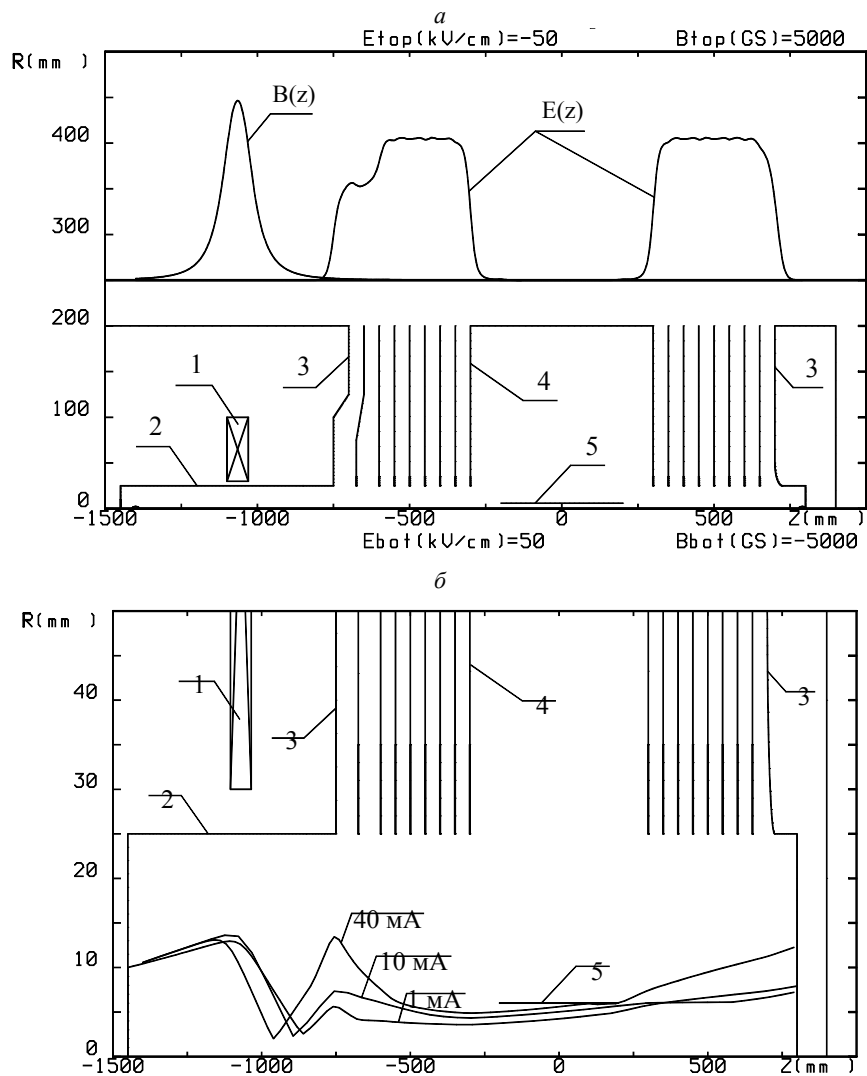 а
Etop(kV/cm)=-50 Btop(GS)=5000
R(mm )
B(z)
E(z)
400
300
200
1
3
4
3
100
2
5
0
-1500 -1000 -500 0 500 Z(mm )
Ebot(kV/cm)=50 Bbot(GS)=-5000
б
R(mm )
40
1
4
3
3
30
2
20
40 мА
10
10 мА
5
1 мА
0
-1500 -1000 -500 0 500 Z(mm )